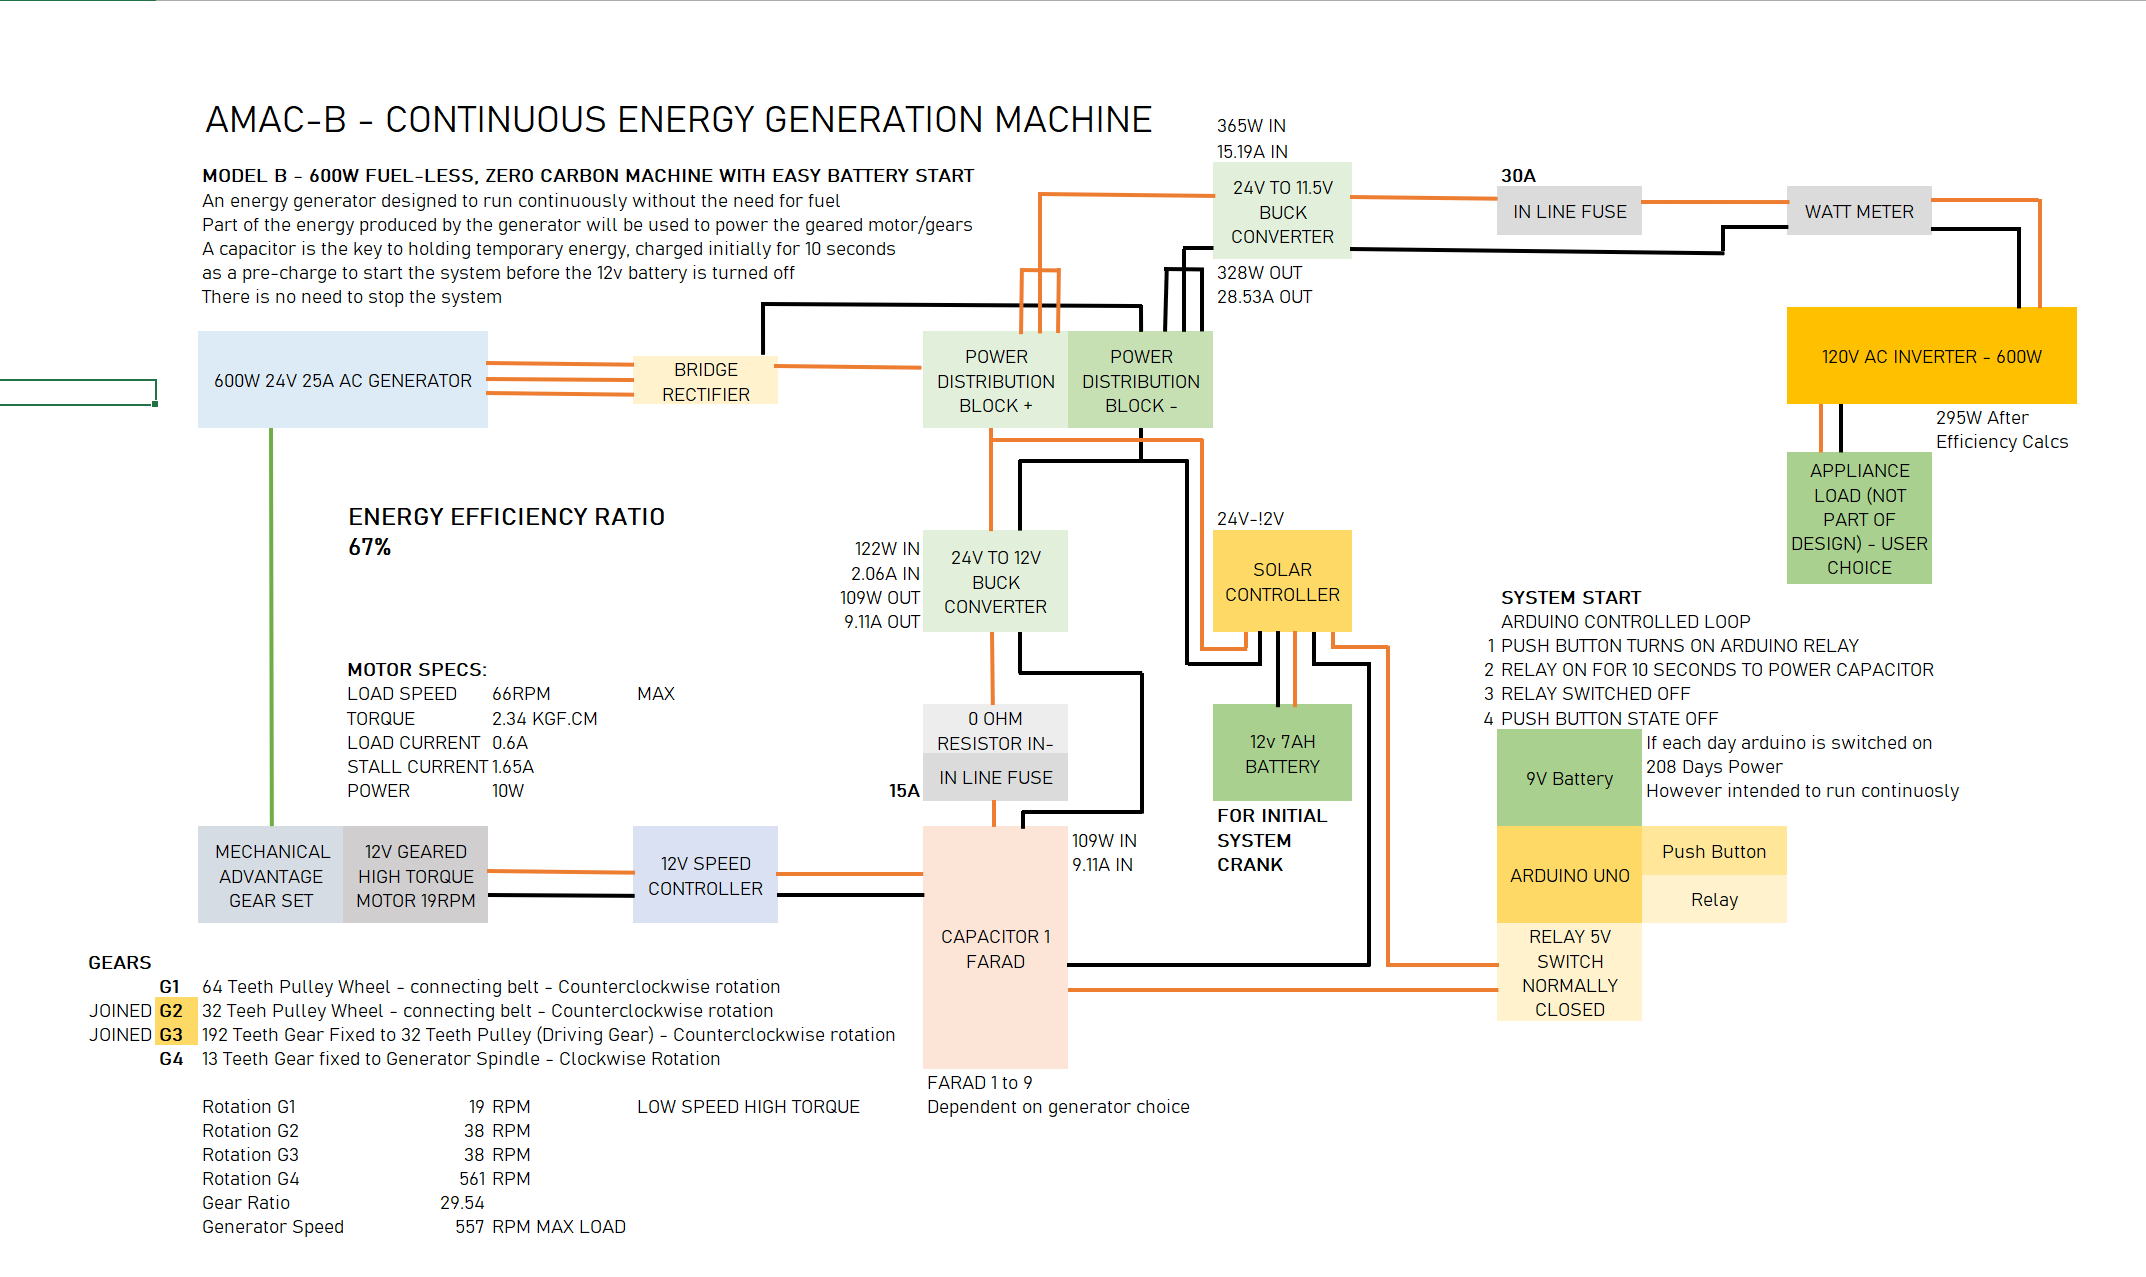 AMAC-B - CONTINUOUS ENERGY GENERATION MACHINE
MODEL B - 600W FUEL-LESS, ZERO CARBON MACHINE WITH EASY BATTERY START
An energy generator designed to run continuously without the need for fuel
Part of the energy produced by the generator will be used to power the geared motor/gears
A capacitor is the key to holding temporary energy, charged initially for 10 seconds
as a pre-charge to start the system before the 12v battery is turned off
There is no need to stop the system
365W IN
15.19A IN
24V TO 11.5V
BUCK
CONVERTER
328W OUT
28.53A OUT
30A
IN LINE FUSE
WATT METER
600W 24V 25A AC GENERATOR
BRIDGE
RECTIFIER
POWER
DISTRIBUTION
BLOCK +
POWER
DISTRIBUTION
BLOCK -
120V AC INVERTER - 600W
295W After
Efficiency Calcs
APPLIANCE
LOAD (NOT
PART OF
DESIGN) - USER
CHOICE
ENERGY EFFICIENCY RATIO
67%
122W IN
2.06A IN
109W OUT
9.11A OUT
24V TO 12V
BUCK
CONVERTER
24V-!2V
SOLAR
CONTROLLER
SYSTEM START
ARDUINO CONTROLLED LOOP
1 PUSH BUTTON TURNS ON ARDUINO RELAY
2 RELAY ON FOR 10 SECONDS TO POWER CAPACITOR
3 RELAY SWITCHED OFF
4 PUSH BUTTON STATE OFF
MOTOR SPECS:
LOAD SPEED 66RPM MAX
TORQUE 2.34 KGF.CM
LOAD CURRENT 0.6A
STALL CURRENT 1.65A
POWER 10W
0 OHM
RESISTOR IN-
15A
IN LINE FUSE
12v 7AH
BATTERY
FOR INITIAL
SYSTEM
CRANK
9V Battery
If each day arduino is switched on
208 Days Power
However intended to run continuosly
MECHANICAL
ADVANTAGE
GEAR SET
12V GEARED
HIGH TORQUE
MOTOR 19RPM
12V SPEED
CONTROLLER
109W IN
9.11A IN
CAPACITOR 1
FARAD
ARDUINO UNO
Push Button
Relay
RELAY 5V
SWITCH
NORMALLY
CLOSED
GEARS
G1 64 Teeth Pulley Wheel - connecting belt - Counterclockwise rotation
JOINED G2 32 Teeh Pulley Wheel - connecting belt - Counterclockwise rotation
JOINED G3 192 Teeth Gear Fixed to 32 Teeth Pulley (Driving Gear) - Counterclockwise rotation
G4 13 Teeth Gear fixed to Generator Spindle - Clockwise Rotation
FARAD 1 to 9
Dependent on generator choice
Rotation G1 19 RPM LOW SPEED HIGH TORQUE
Rotation G2 38 RPM
Rotation G3 38 RPM
Rotation G4 561 RPM
Gear Ratio 29.54
Generator Speed 557 RPM MAX LOAD